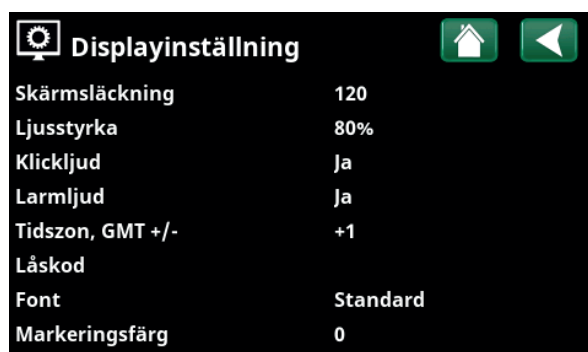 Displayinställning
Skärmsläckning 120
Ljusstyrka 80%
Klickljud Ja
Larmljud Ja
Tidszon, GMT +/- +1
Låskod
Font Standard
Markeringsfärg 0